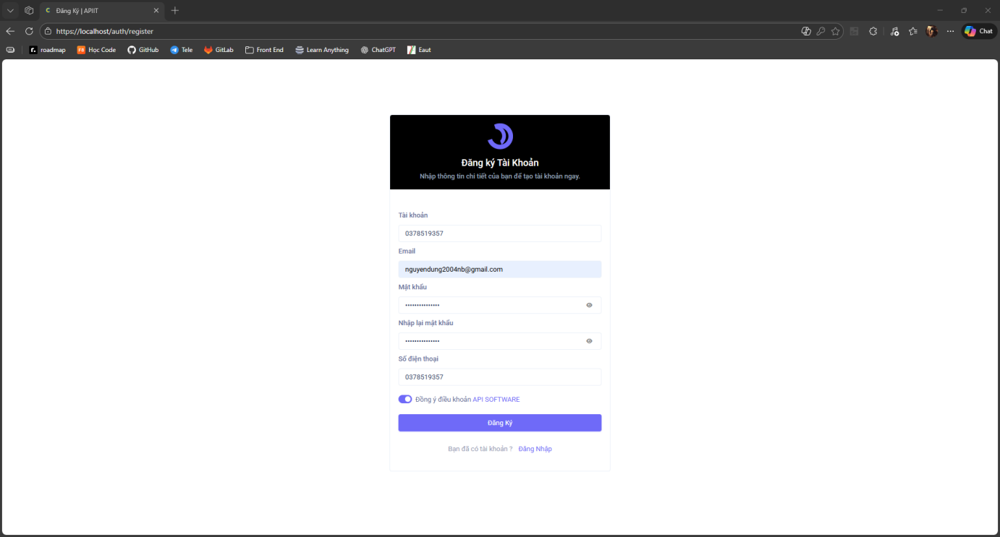 Đăng Ký | APIIT
https://localhost/auth/register
Chat
roadmap
F8 Học Code
GitHub
Tele
GitLab
Front End
Learn Anything
ChatGPT
Eaut
Đăng ký Tài Khoản
Nhập thông tin chi tiết của bạn để tạo tài khoản ngay.
Tài khoản
0378519357
Email
nguyendung2004nb@gmail.com
Mật khẩu
•••••••••••••••
Nhập lại mật khẩu
•••••••••••••••
Số điện thoại
0378519357
Đồng ý điều khoản API SOFTWARE
Đăng Ký
Bạn đã có tài khoản ? Đăng Nhập